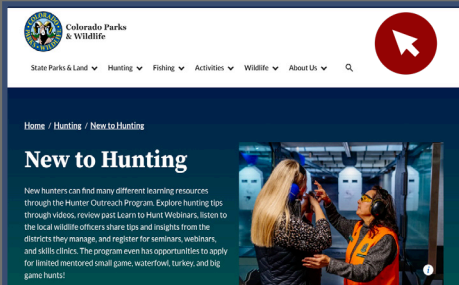 Colorado Parks
& Wildlife
State Parks & Land Hunting Fishing Activities Wildlife About Us
Home / Hunting / New to Hunting
New to Hunting
New hunters can find many different learning resources
through the Hunter Outreach Program. Explore hunting tips
through videos, review past Learn to Hunt Webinars, listen to
the local wildlife officers share tips and insights from the
districts they manage, and register for seminars, webinars,
and skills clinics. The program even has opportunities to apply
for limited mentored small game, waterfowl, turkey, and big
game hunts!
i